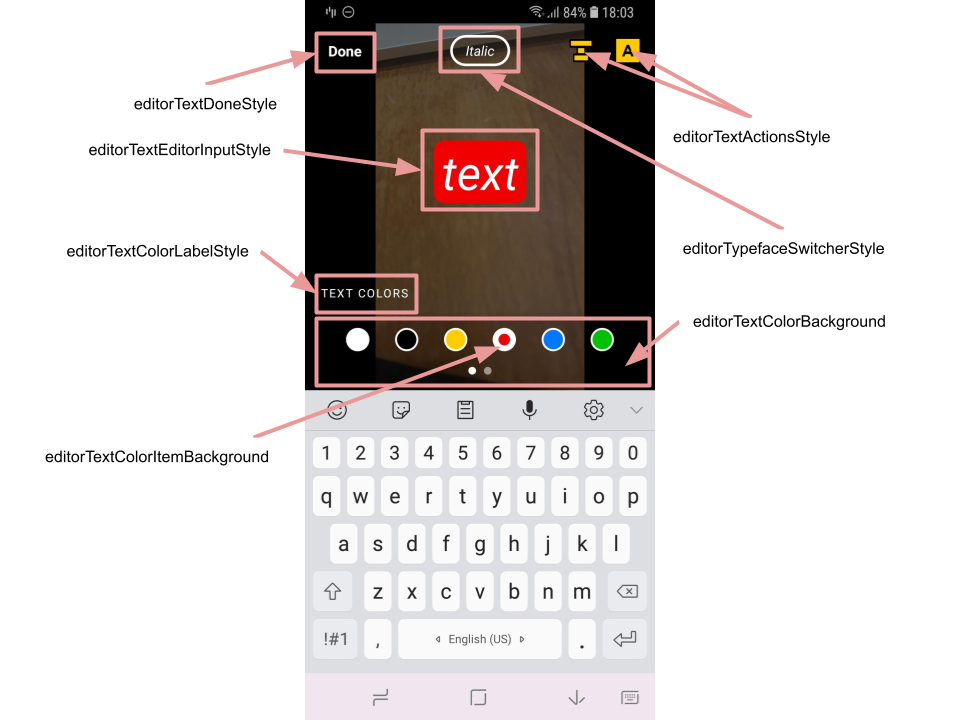 84% 18:03
Done
Italic
A
editorTextDoneStyle
editorTextActionsStyle
editorTextEditorInputStyle
text
editorTextColorLabelStyle
editorTypefaceSwitcherStyle
TEXT COLORS
editorTextColorBackground
editorTextColorItemBackground
1 2 3 4 5 6 7 8 9 0
q w e r t y u i o p
a s d f g h j k l
z x c v b n m
!#1 , English (US) .